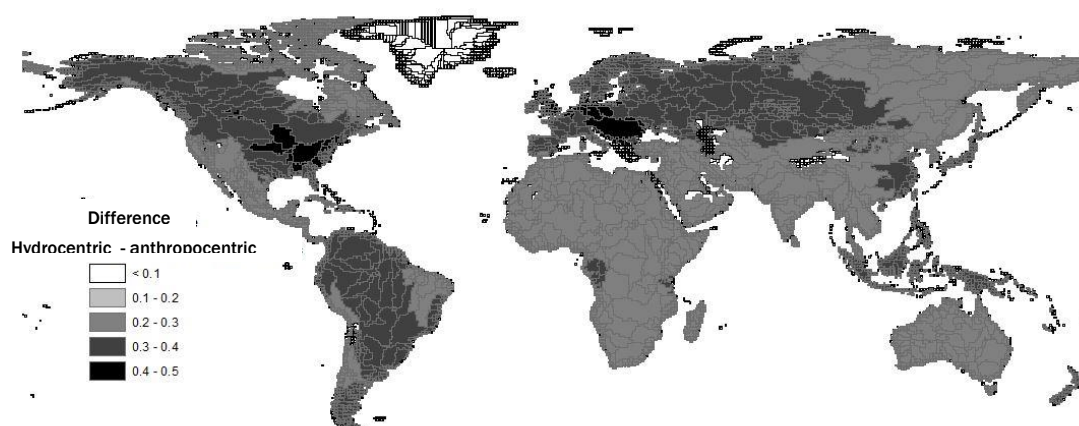 Difference
Hydrocentric - anthropocentric
< 0.1
0.1 - 0.2
0.2 - 0.3
0.3 - 0.4
0.4 - 0.5